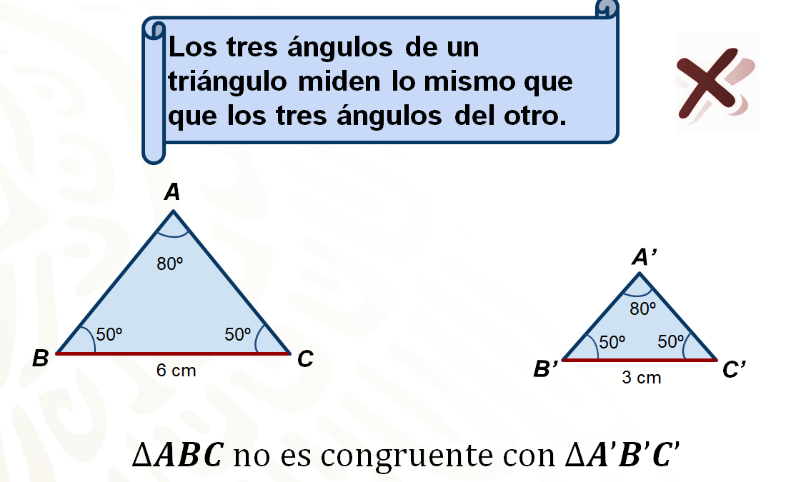 Los tres ángulos de un
triángulo miden lo mismo que
que los tres ángulos del otro.
A
80º
50º
50º
B
C
6 cm
A’
80º
50º
50º
B’
C’
3 cm
ΔABC no es congruente con ΔA’B’C’